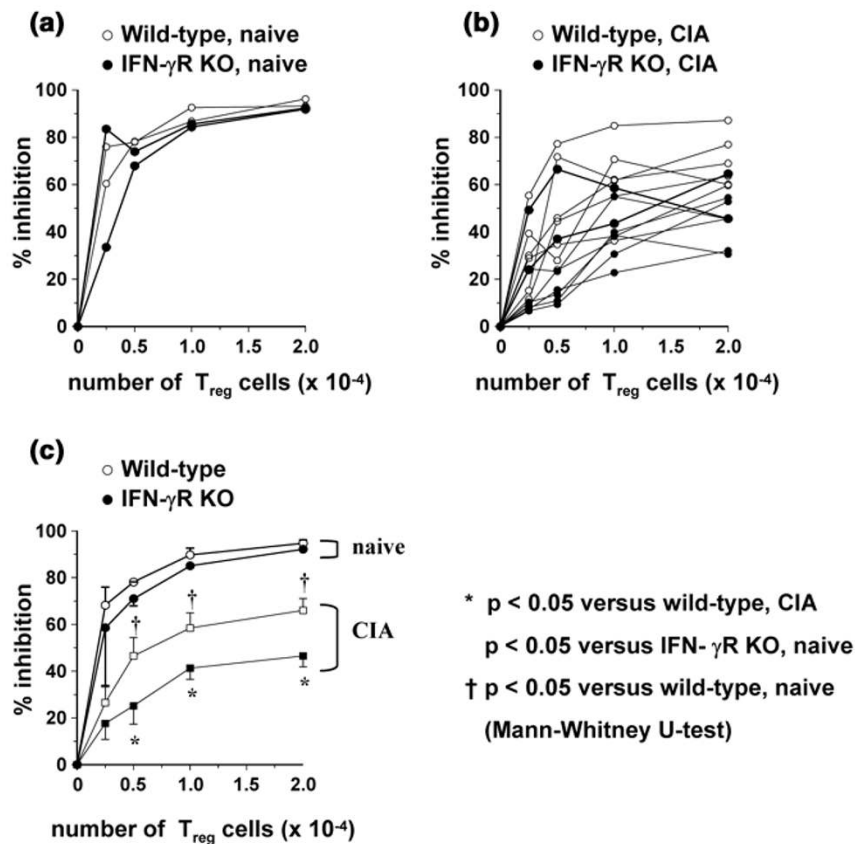 (a)
○ Wild-type, naive
● IFN-γR KO, naive
100
80
60
40
20
0
% inhibition
0 0.5 1.0 1.5 2.0
number of Treg cells (x 10-4)
(b)
○ Wild-type, CIA
● IFN-γR KO, CIA
100
80
60
40
20
0
% inhibition
0 0.5 1.0 1.5 2.0
number of Treg cells (x 10-4)
(c)
○ Wild-type
● IFN-γR KO
100
80
60
40
20
0
% inhibition
naive
CIA
† † †
* * *
0 0.5 1.0 1.5 2.0
number of Treg cells (x 10-4)
* p < 0.05 versus wild-type, CIA
p < 0.05 versus IFN- γR KO, naive
† p < 0.05 versus wild-type, naive
(Mann-Whitney U-test)